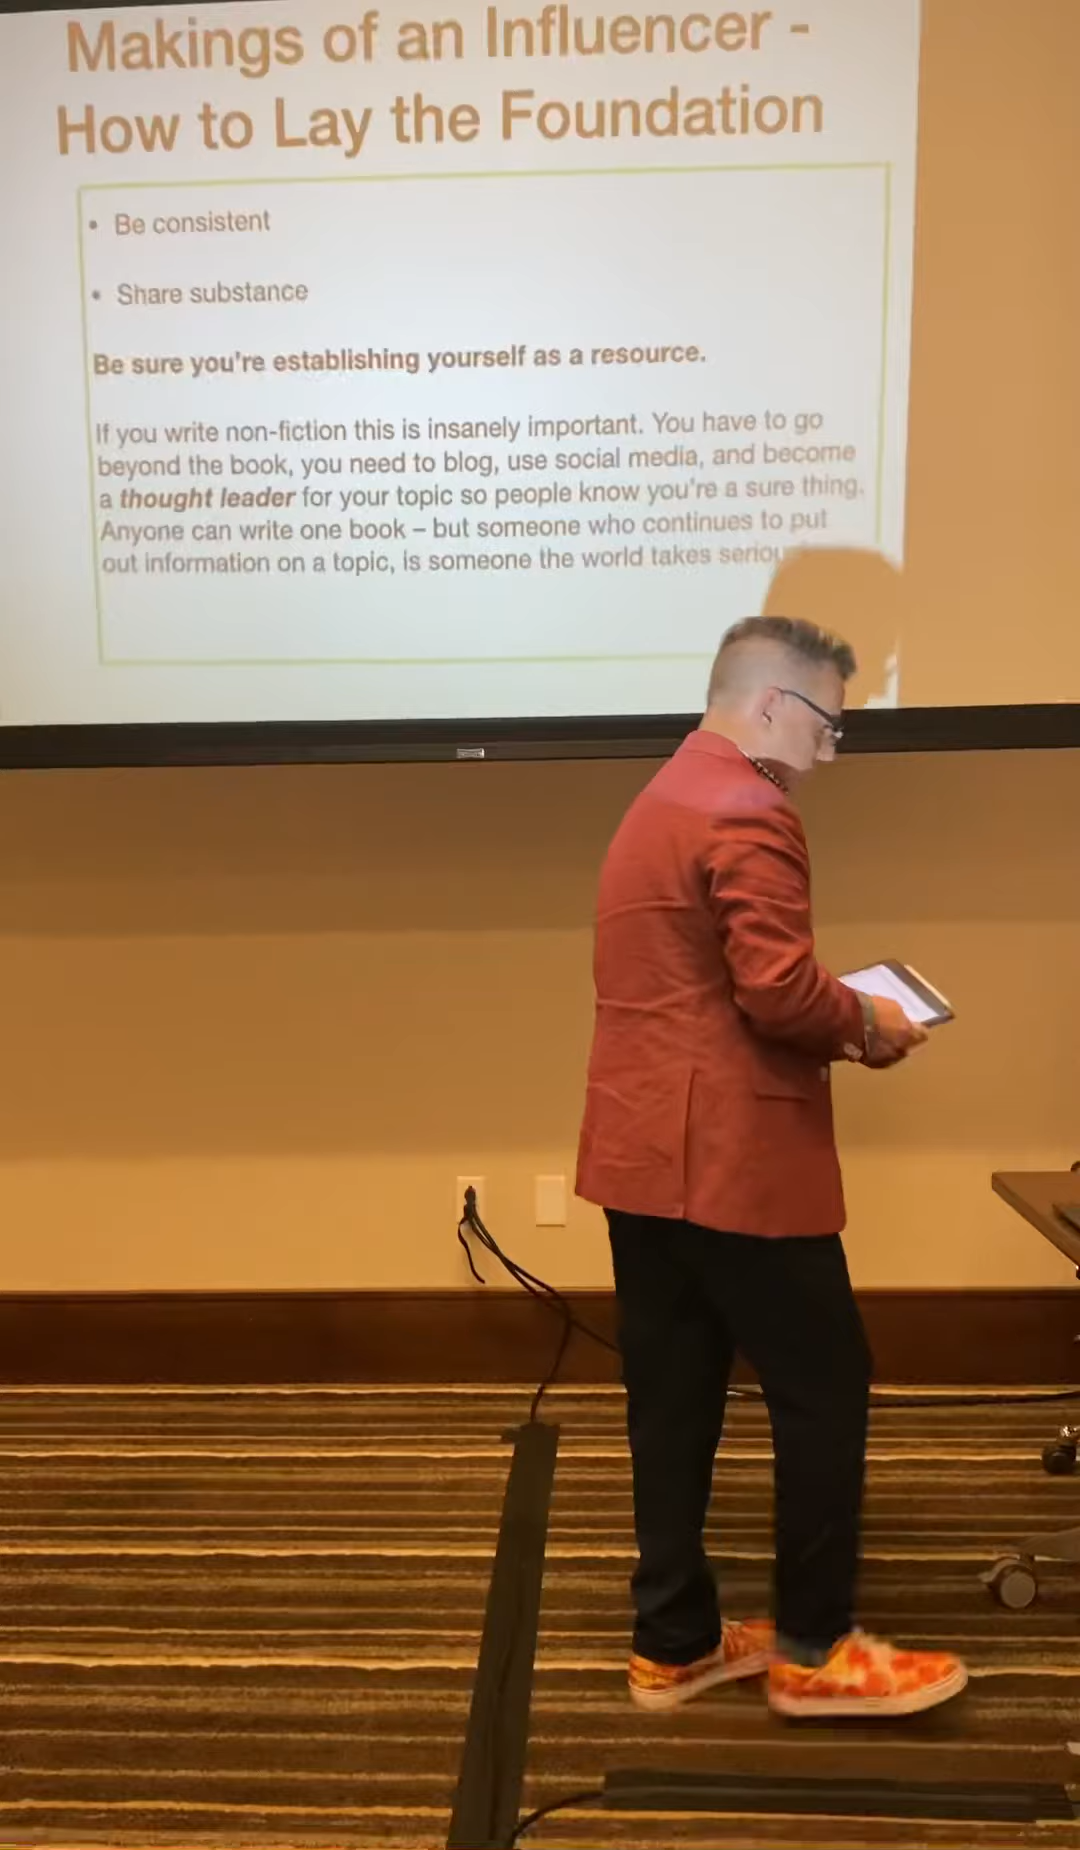 Makings of an Influencer -
How to Lay the Foundation
• Be consistent
• Share substance
Be sure you're establishing yourself as a resource.
If you write non-fiction this is insanely important. You have to go
beyond the book, you need to blog, use social media, and become
a thought leader for your topic so people know you're a sure thing.
Anyone can write one book – but someone who continues to put
out information on a topic, is someone the world takes